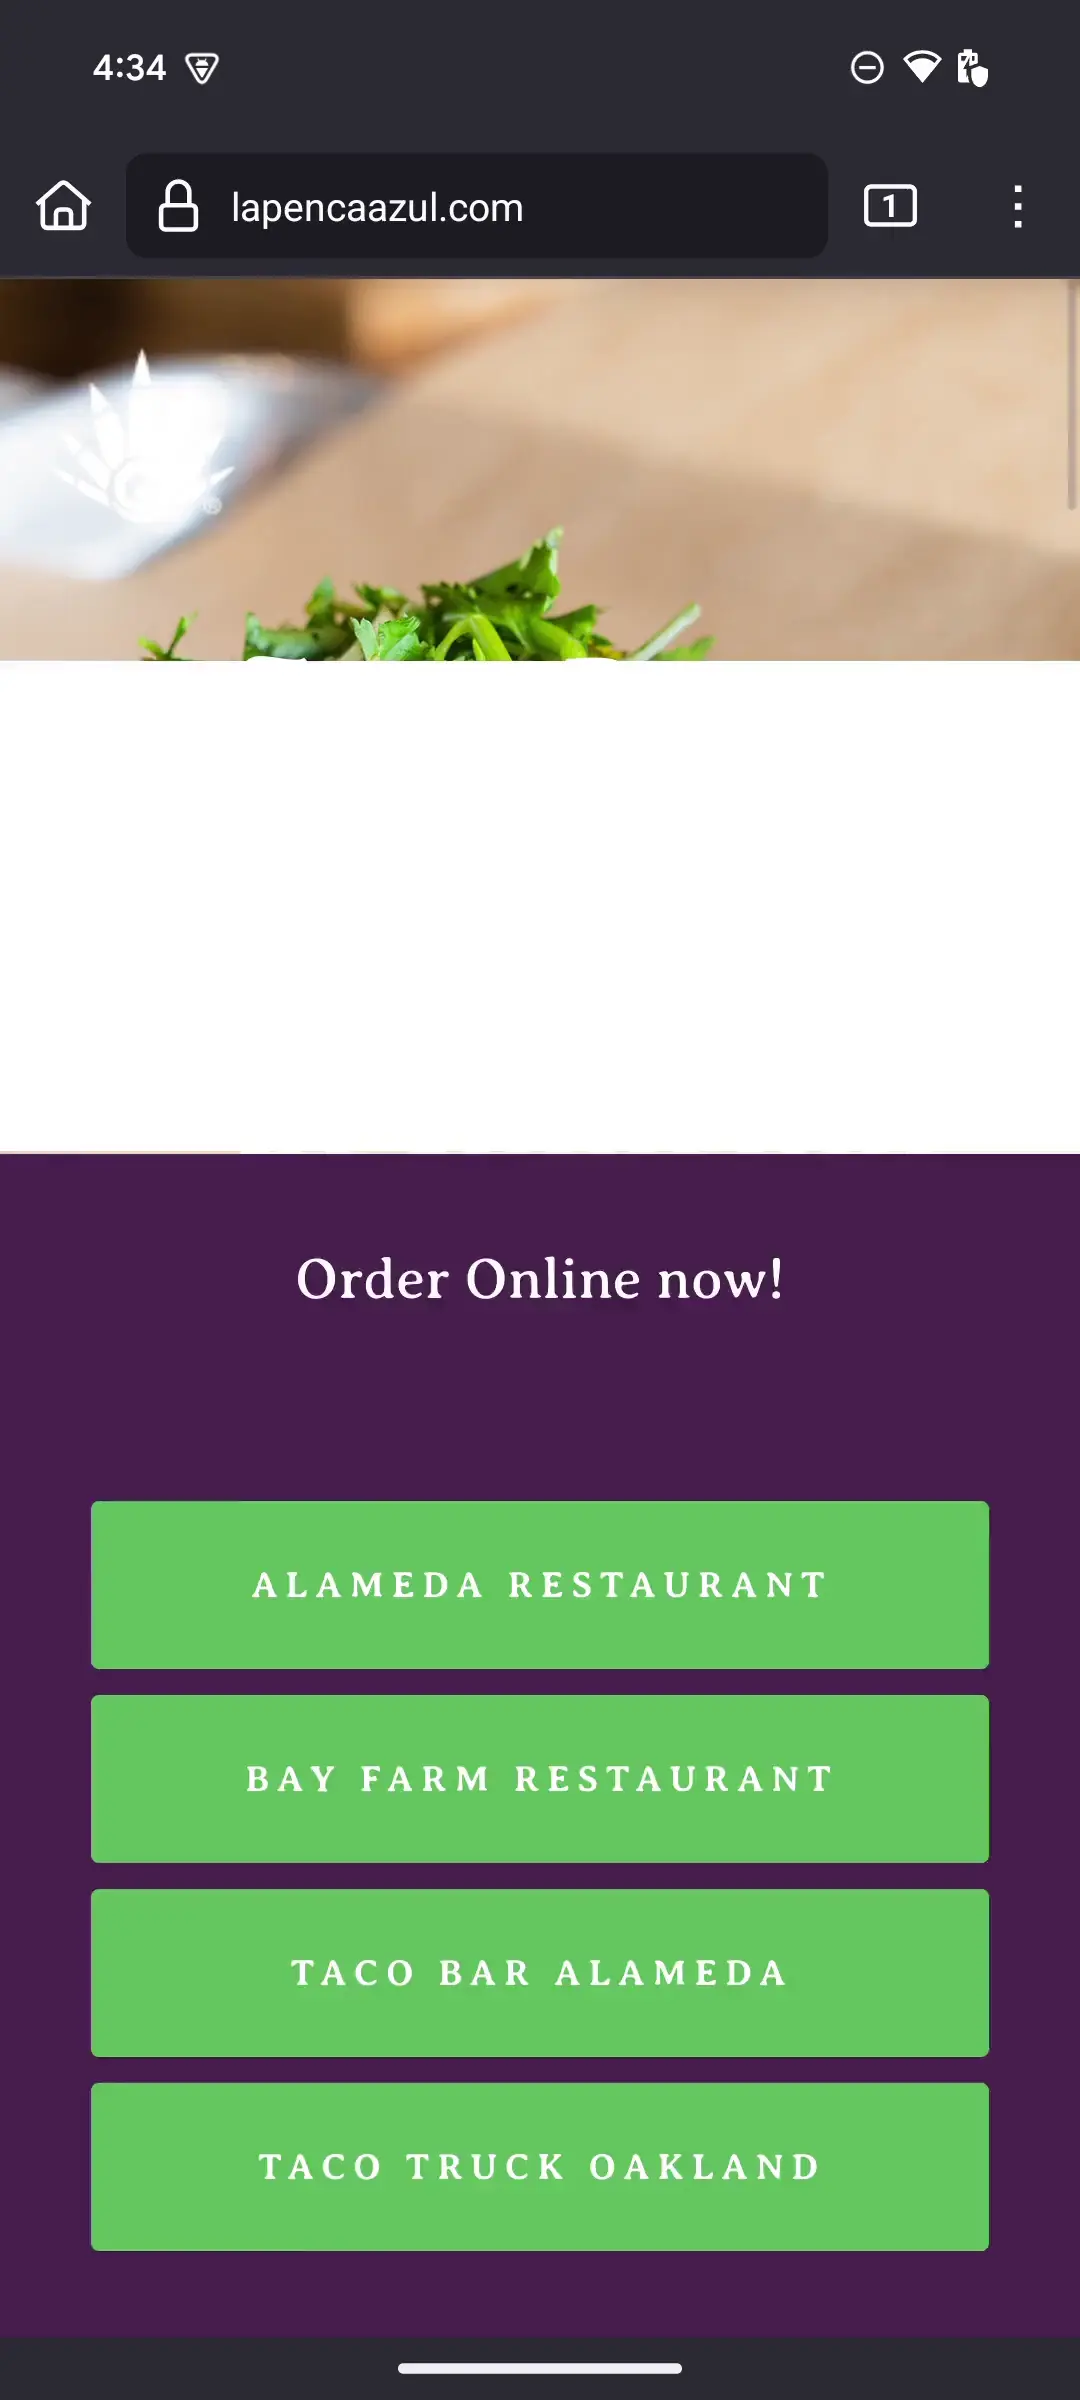 4:34
lapencaazul.com
1
®
Order Online now!
ALAMEDA RESTAURANT
BAY FARM RESTAURANT
TACO BAR ALAMEDA
TACO TRUCK OAKLAND